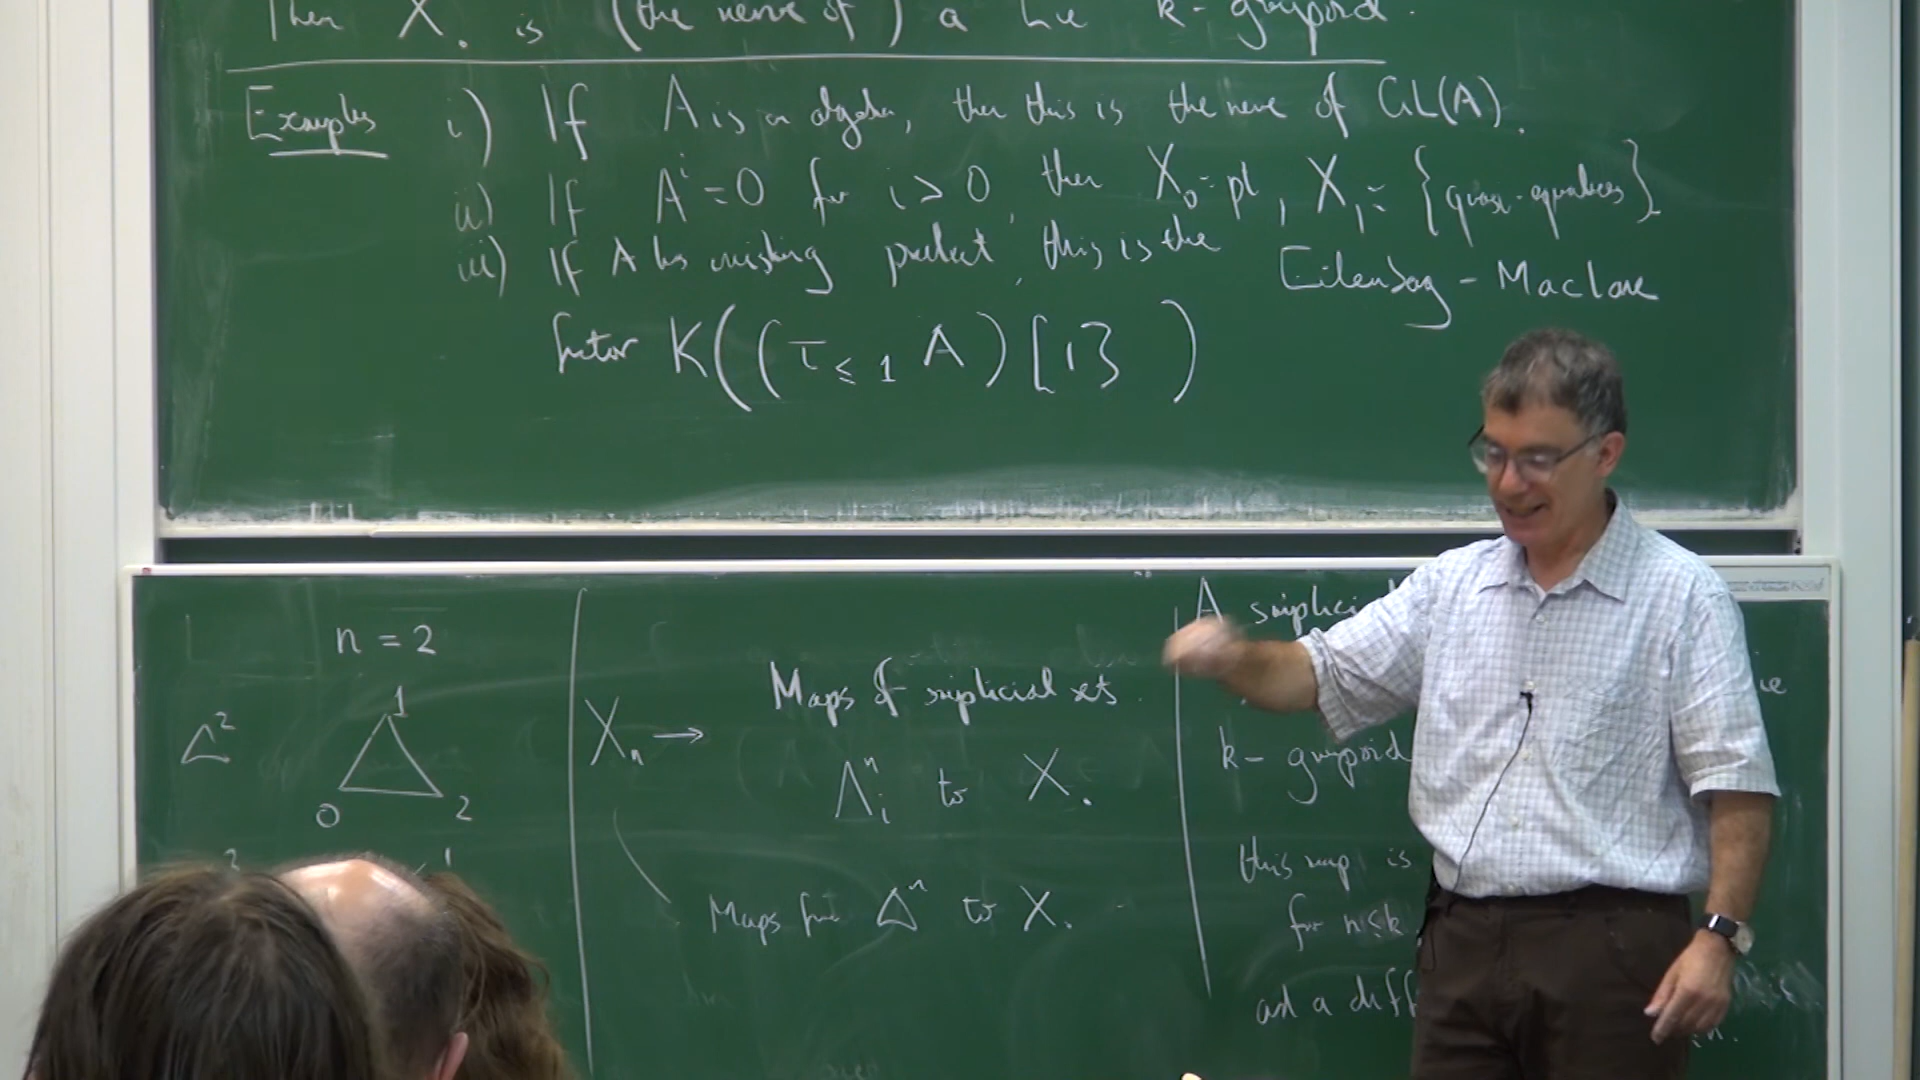 Then X. is (the nerve of) a Lie k-groupoid.
Examples i) If A is an algebra, then this is the nerve of GL(A).
ii) If A^i = 0 for i > 0, then X_0 = pt, X_1 = {quasi-equivalences}
iii) If A has vanishing product, this is the Eilenberg - MacLane
functor K((τ_≤1 A)[1])
n = 2
Δ^2
1
0 2
X_n →
Maps of simplicial sets
Λ^n_i to X.
Maps from Δ^n to X.
A
k- groupoid
this map is
for n≤k
and a diff